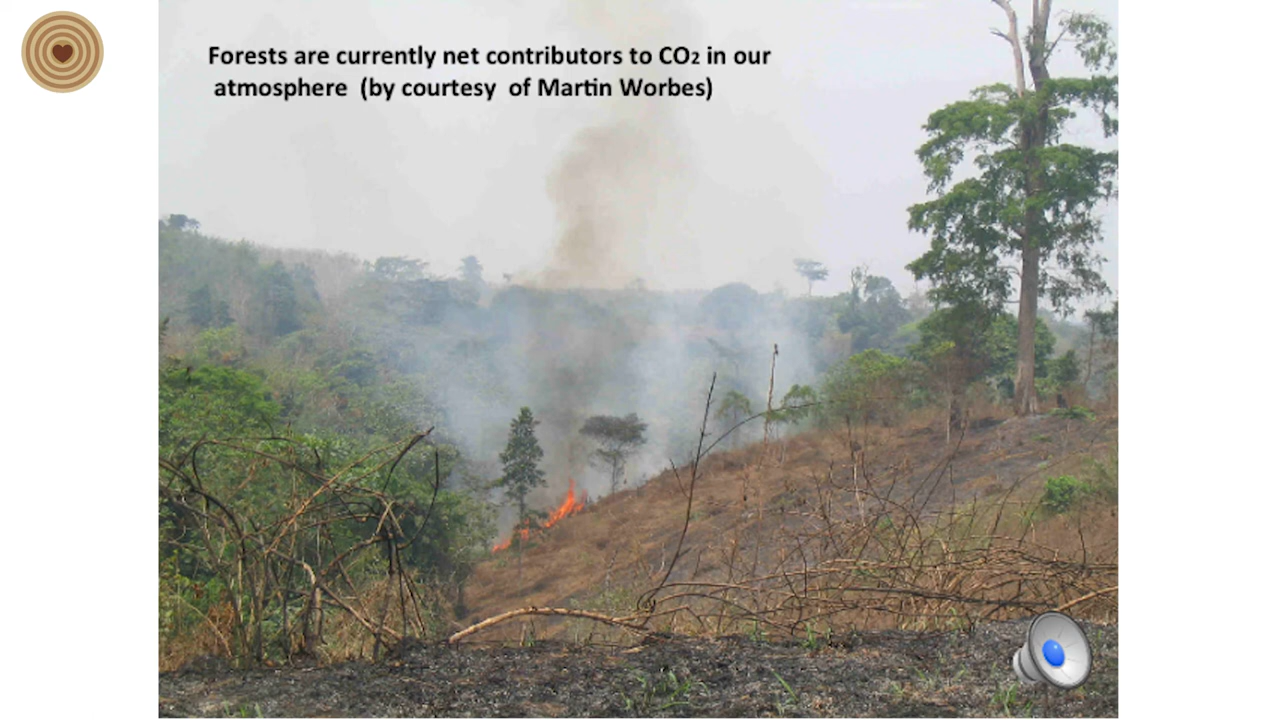 Forests are currently net contributors to CO₂ in our
atmosphere (by courtesy of Martin Worbes)